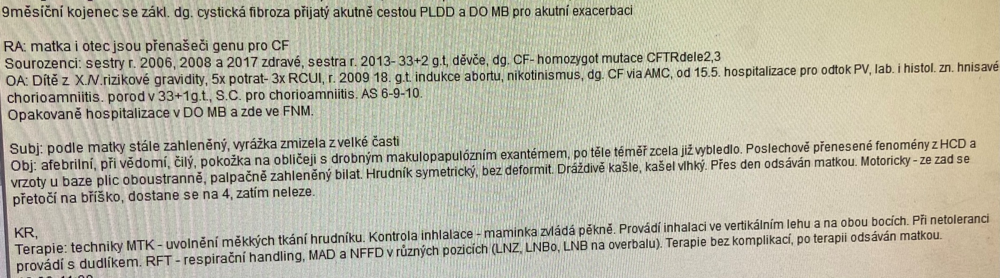 9měsíční kojenec se zákl. dg. cystická fibroza přijatý akutně cestou PLDD a DO MB pro akutní exacerbaci
RA: matka i otec jsou přenašeči genu pro CF
Sourozenci: sestry r. 2006, 2008 a 2017 zdravé, sestra r. 2013- 33+2 g.t, děvče, dg. CF- homozygot mutace CFTRdele2,3
OA: Dítě z X./V.rizikové gravidity, 5x potrat- 3x RCUI, r. 2009 18. g.t. indukce abortu, nikotinismus, dg. CF via AMC, od 15.5. hospitalizace pro odtok PV, lab. i histol. zn. hnisavé
chorioamniitis. porod v 33+1g.t., S.C. pro chorioamniitis. AS 6-9-10.
Opakovaně hospitalizace v DO MB a zde ve FNM.
Subj: podle matky stále zahleněný, vyrážka zmizela z velké časti
Obj: afebrilní, při vědomí, čilý, pokožka na obličeji s drobným makulopapulózním exantémem, po těle téměř zcela již vybledlo. Poslechově přenesené fenomény z HCD a
vrzoty u baze plic oboustranně, palpačně zahleněný bilat. Hrudník symetrický, bez deformit. Dráždivě kašle, kašel vlhký. Přes den odsáván matkou. Motoricky - ze zad se
přetočí na bříško, dostane se na 4, zatím neleze.
KR,
Terapie: techniky MTK - uvolnění měkkých tkání hrudníku. Kontrola inhlalace - maminka zvládá pěkně. Provádí inhalaci ve vertikálním lehu a na obou bocích. Při netoleranci
provádí s dudlíkem. RFT - respirační handling, MAD a NFFD v různých pozicích (LNZ, LNBo, LNB na overbalu). Terapie bez komplikací, po terapii odsáván matkou.